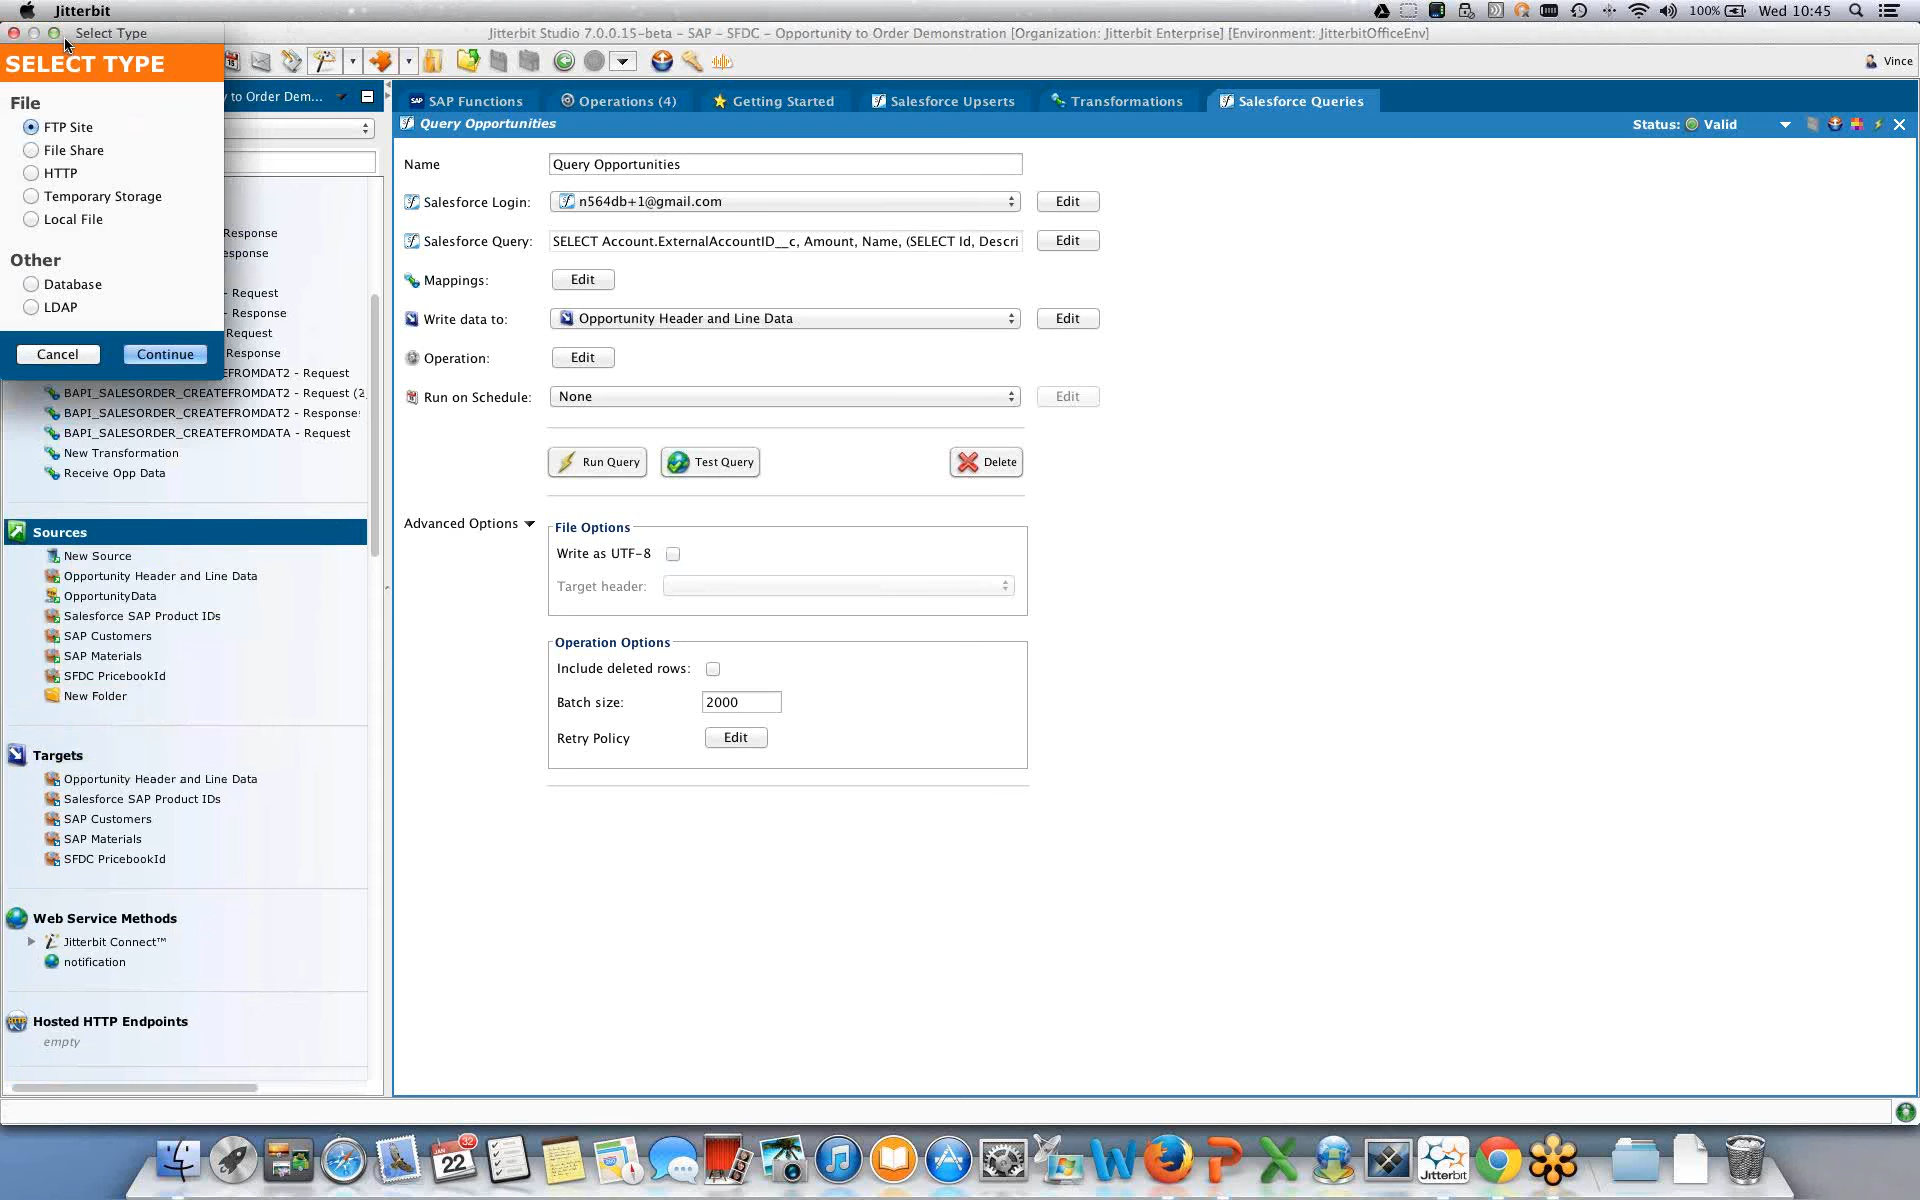 Jitterbit
100%
Wed 10:45
Select Type
Jitterbit Studio 7.0.0.15-beta – SAP – SFDC – Opportunity to Order Demonstration [Organization: Jitterbit Enterprise] [Environment: JitterbitOfficeEnv]
SELECT TYPE
Vince
File
FTP Site
File Share
HTTP
Temporary Storage
Local File
Other
Database
LDAP
Cancel
Continue
y to Order Dem...
Response
esponse
- Request
- Response
Request
Response
EFROMDAT2 - Request
BAPI_SALESORDER_CREATEFROMDAT2 - Request (2
BAPI_SALESORDER_CREATEFROMDAT2 - Response
BAPI_SALESORDER_CREATEFROMDATA - Request
New Transformation
Receive Opp Data
Sources
New Source
Opportunity Header and Line Data
OpportunityData
Salesforce SAP Product IDs
SAP Customers
SAP Materials
SFDC PricebookId
New Folder
Targets
Opportunity Header and Line Data
Salesforce SAP Product IDs
SAP Customers
SAP Materials
SFDC PricebookId
Web Service Methods
Jitterbit Connect™
notification
Hosted HTTP Endpoints
empty
SAP Functions
Operations (4)
Getting Started
Salesforce Upserts
Transformations
Salesforce Queries
Query Opportunities
Status: Valid
Name
Query Opportunities
Salesforce Login:
n564db+1@gmail.com
Edit
Salesforce Query:
SELECT Account.ExternalAccountID__c, Amount, Name, (SELECT Id, Descri
Edit
Mappings:
Edit
Write data to:
Opportunity Header and Line Data
Edit
Operation:
Edit
Run on Schedule:
None
Edit
Run Query
Test Query
Delete
Advanced Options
File Options
Write as UTF-8
Target header:
Operation Options
Include deleted rows:
Batch size:
2000
Retry Policy
Edit
JAN
22
32
Jitterbit